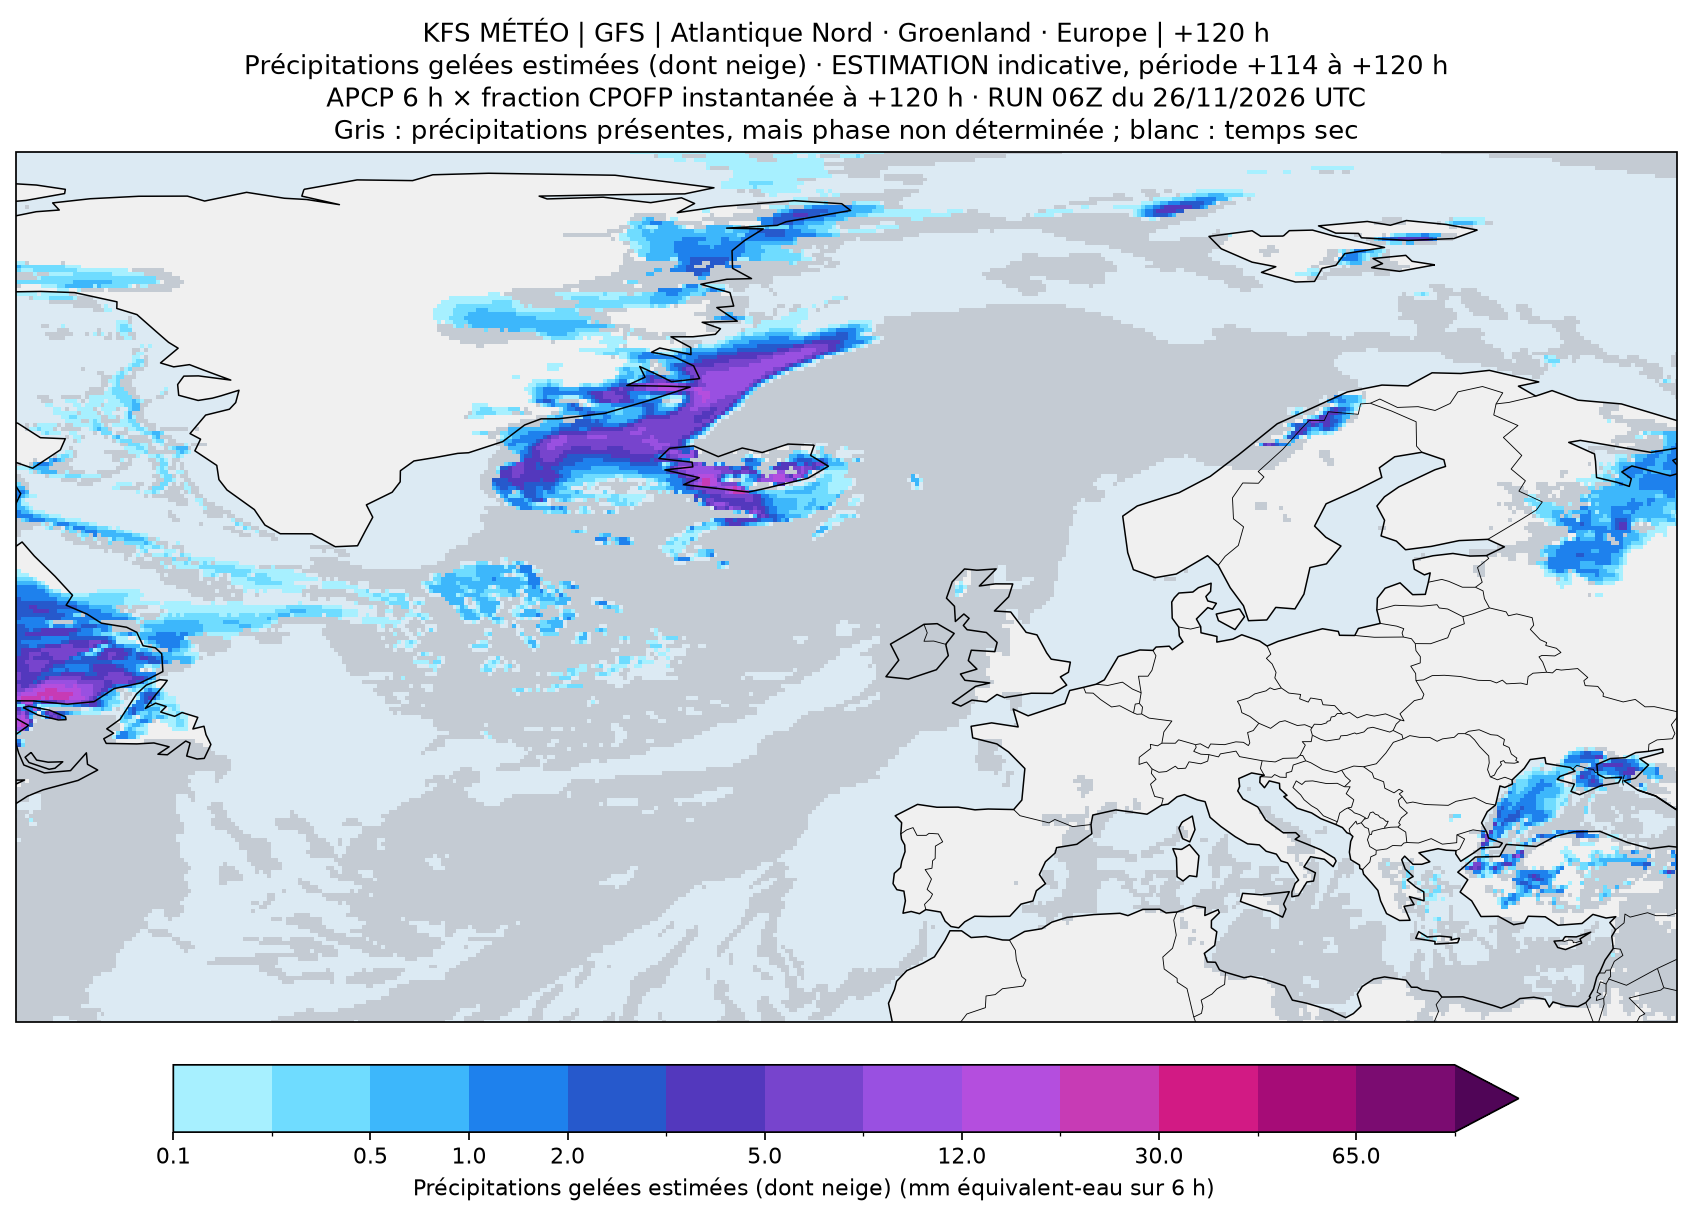 KFS MÉTÉO | GFS | Atlantique Nord · Groenland · Europe | +120 h
Précipitations gelées estimées (dont neige) · ESTIMATION indicative, période +114 à +120 h
APCP 6 h × fraction CPOFP instantanée à +120 h · RUN 06Z du 26/11/2026 UTC
Gris : précipitations présentes, mais phase non déterminée ; blanc : temps sec
0.1 0.5 1.0 2.0 5.0 12.0 30.0 65.0
Précipitations gelées estimées (dont neige) (mm équivalent-eau sur 6 h)